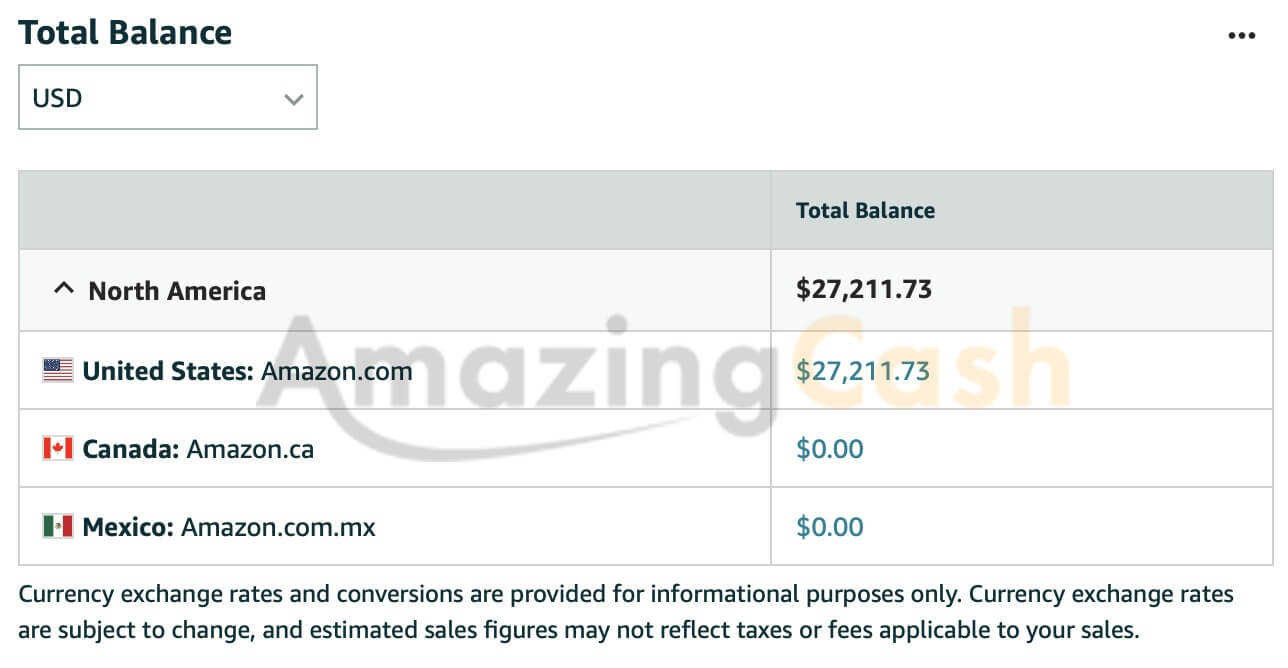 Total Balance
USD
Total Balance
North America $27,211.73
United States: Amazon.com $27,211.73
AmazingCash
Canada: Amazon.ca $0.00
Mexico: Amazon.com.mx $0.00
Currency exchange rates and conversions are provided for informational purposes only. Currency exchange rates
are subject to change, and estimated sales figures may not reflect taxes or fees applicable to your sales.